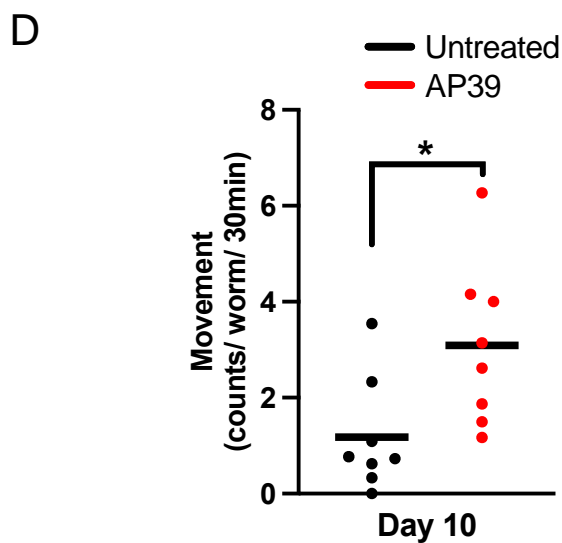 D
Untreated
AP39
8
6
4
2
0
Movement
(counts/ worm/ 30min)
*
Day 10